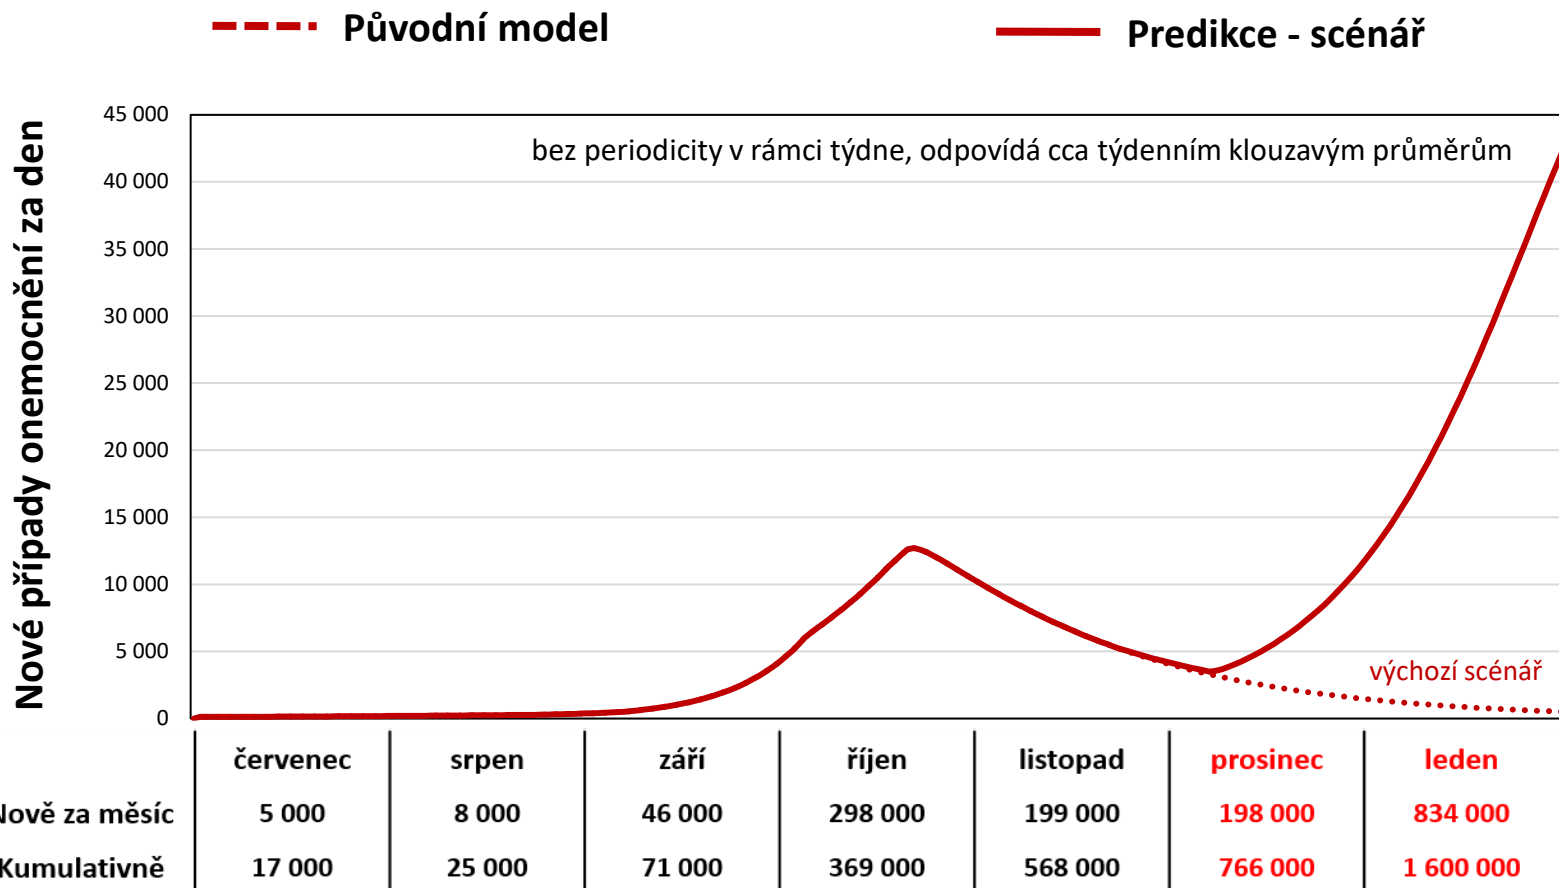 Původní model
Predikce - scénář
Nové případy onemocnění za den
45 000
bez periodicity v rámci týdne, odpovídá cca týdenním klouzavým průměrům
40 000
35 000
30 000
25 000
20 000
15 000
10 000
5 000
výchozí scénář
0
červenec srpen září říjen listopad prosinec leden
Nově za měsíc 5 000 8 000 46 000 298 000 199 000 198 000 834 000
Kumulativně 17 000 25 000 71 000 369 000 568 000 766 000 1 600 000